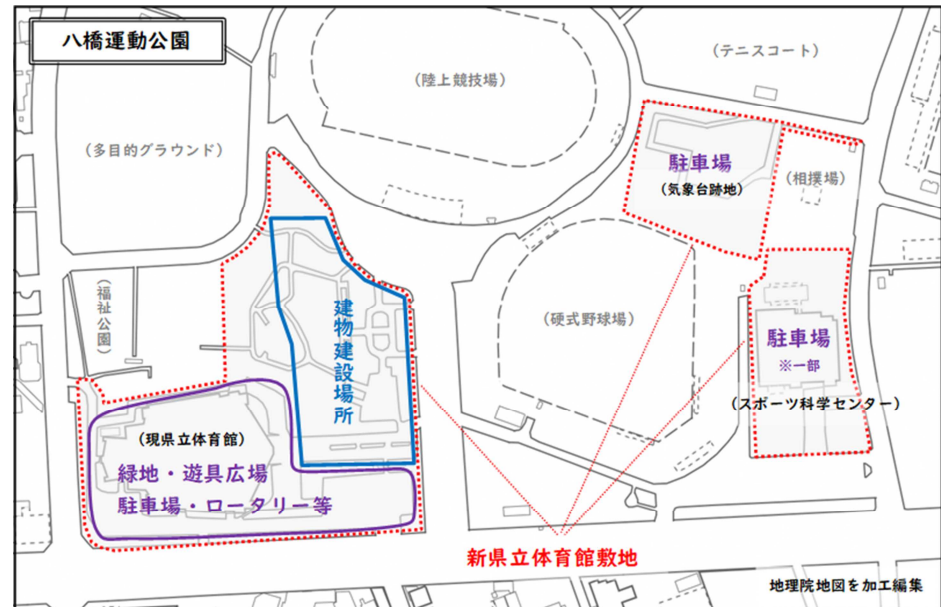 八橋運動公園
(テニスコート)
(陸上競技場)
(多目的グラウンド)
駐車場
(気象台跡地)
(相撲場)
(福祉公園)
建物建設場所
(硬式野球場)
駐車場
※一部
(スポーツ科学センター)
(現県立体育館)
緑地・遊具広場
駐車場・ロータリー等
新県立体育館敷地
地理院地図を加工編集